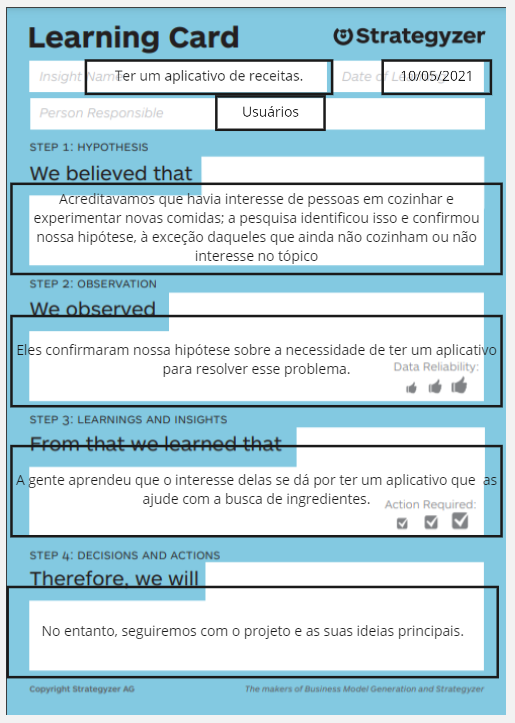 Learning Card
Strategyzer
Insight Name
Ter um aplicativo de receitas.
Date of Learning
10/05/2021
Person Responsible
Usuários
STEP 1: HYPOTHESIS
We believed that
Acreditavamos que havia interesse de pessoas em cozinhar e
experimentar novas comidas; a pesquisa identificou isso e confirmou
nossa hipótese, à exceção daqueles que ainda não cozinham ou não
interesse no tópico
STEP 2: OBSERVATION
We observed
Eles confirmaram nossa hipótese sobre a necessidade de ter um aplicativo
para resolver esse problema.
Data Reliability:
STEP 3: LEARNINGS AND INSIGHTS
From that we learned that
A gente aprendeu que o interesse delas se dá por ter um aplicativo que as
ajude com a busca de ingredientes.
Action Required:
STEP 4: DECISIONS AND ACTIONS
Therefore, we will
No entanto, seguiremos com o projeto e as suas ideias principais.
Copyright Strategyzer AG
The makers of Business Model Generation and Strategyzer